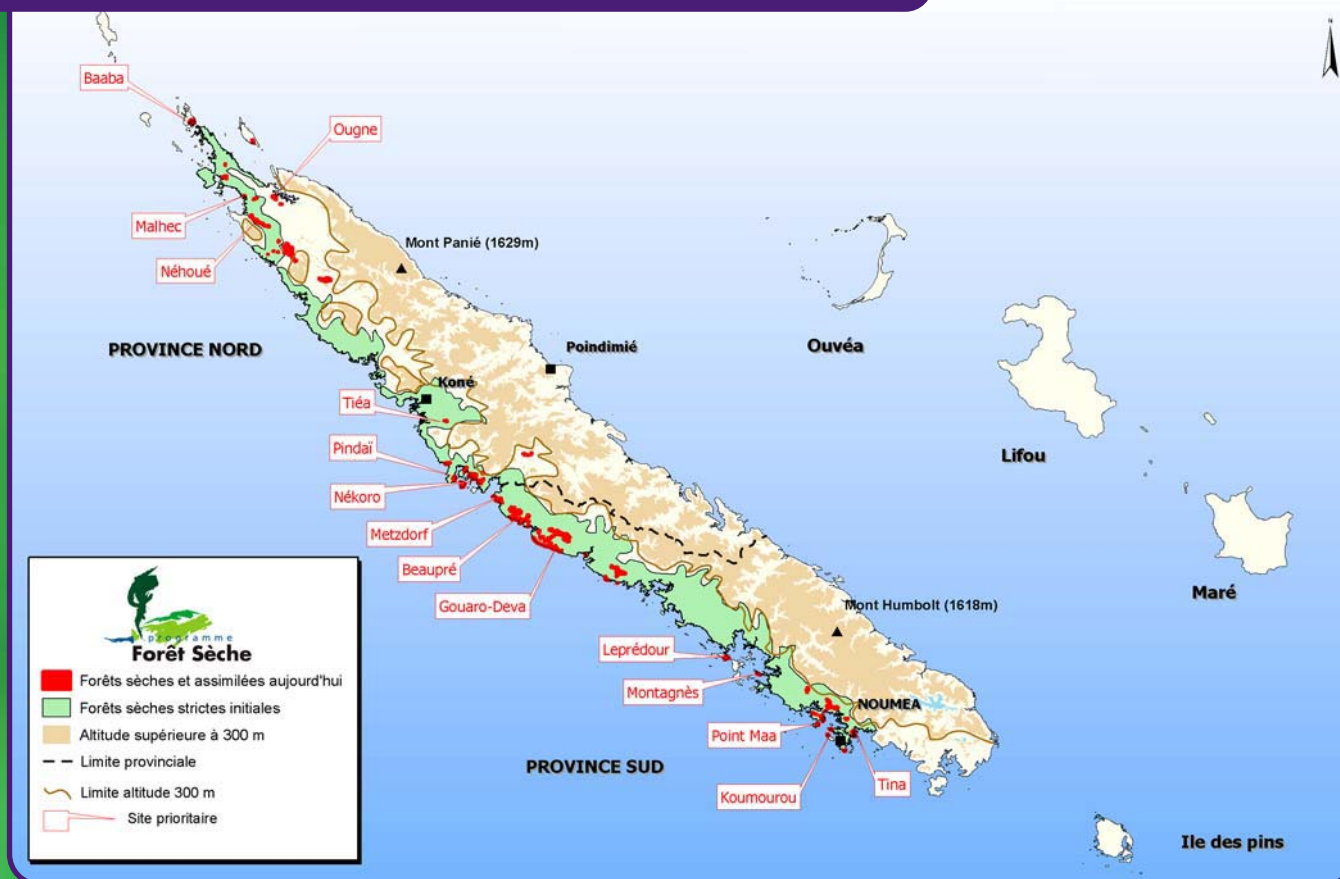 N
Baaba
Ougne
Malhec
Néhoué
Mont Panié (1629m)
PROVINCE NORD
Poindimié
Ouvéa
Koné
Tiéa
Lifou
Pindaï
Nékoro
Metzdorf
Beaupré
Gouaro-Deva
Maré
Mont Humbolt (1618m)
Leprédour
Montagnès
NOUMEA
Point Maa
PROVINCE SUD
Tina
Koumourou
Ile des pins
programme
Forêt Sèche
Forêts sèches et assimilées aujourd'hui
Forêts sèches strictes initiales
Altitude supérieure à 300 m
Limite provinciale
Limite altitude 300 m
Site prioritaire